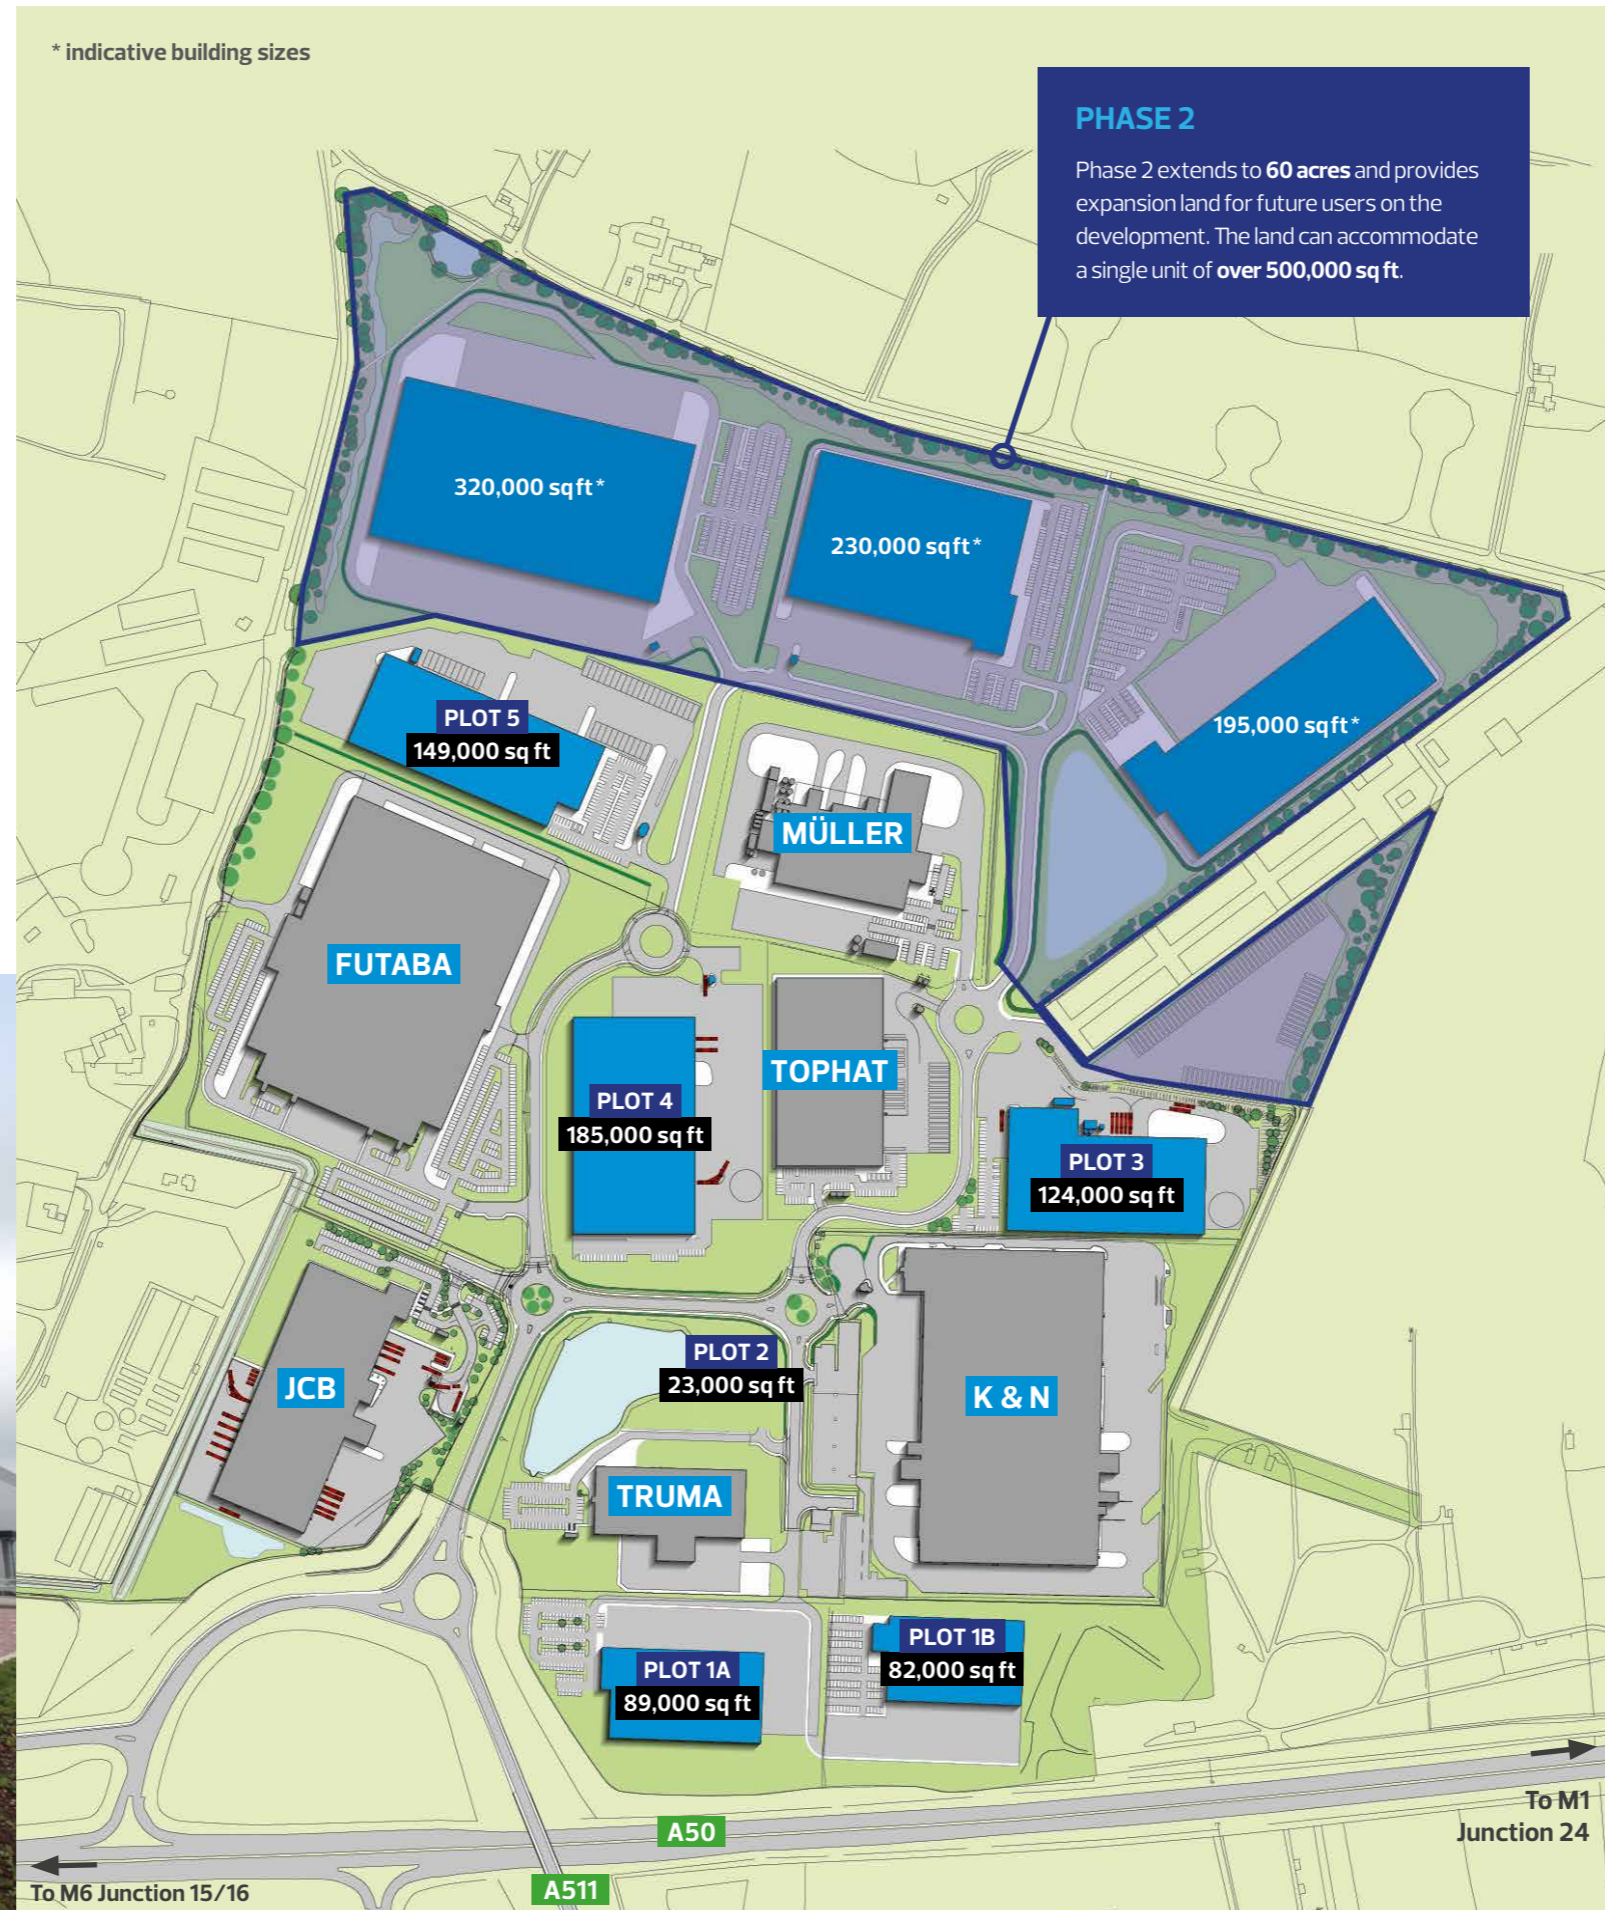 * indicative building sizes
PHASE 2
Phase 2 extends to 60 acres and provides
expansion land for future users on the
development. The land can accommodate
a single unit of over 500,000 sq ft.
320,000 sq ft*
230,000 sq ft*
195,000 sq ft*
PLOT 5
149,000 sq ft
MÜLLER
FUTABA
TOPHAT
PLOT 4
185,000 sq ft
PLOT 3
124,000 sq ft
PLOT 2
23,000 sq ft
JCB
K & N
TRUMA
PLOT 1A
89,000 sq ft
PLOT 1B
82,000 sq ft
To M1
Junction 24
A50
To M6 Junction 15/16
A511